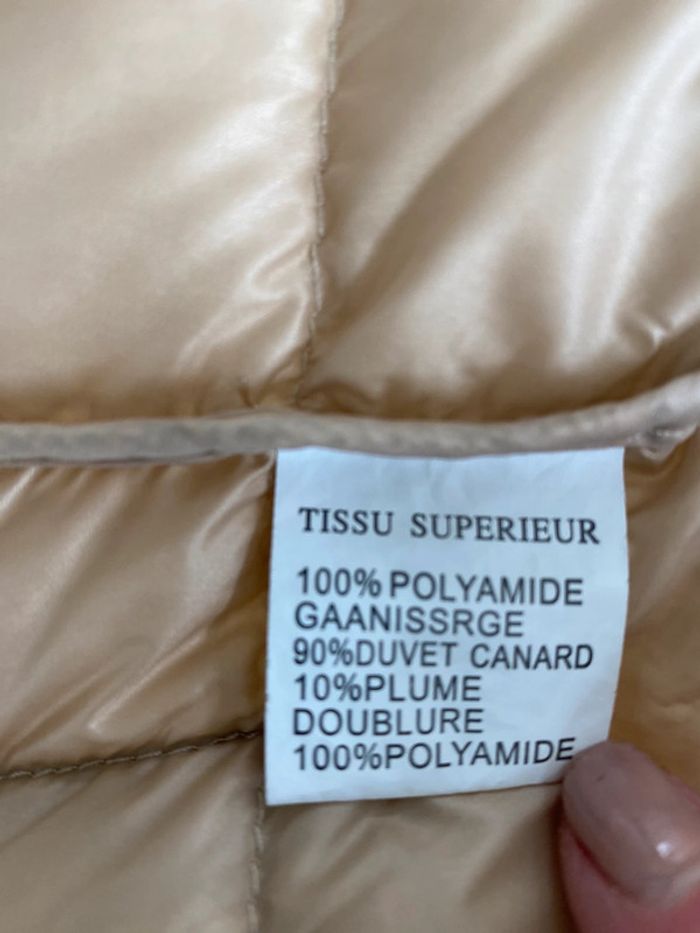 TISSU SUPERIEUR
100% POLYAMIDE
GAANISSRGE
90%DUVET CANARD
10%PLUME
DOUBLURE
100%POLYAMIDE